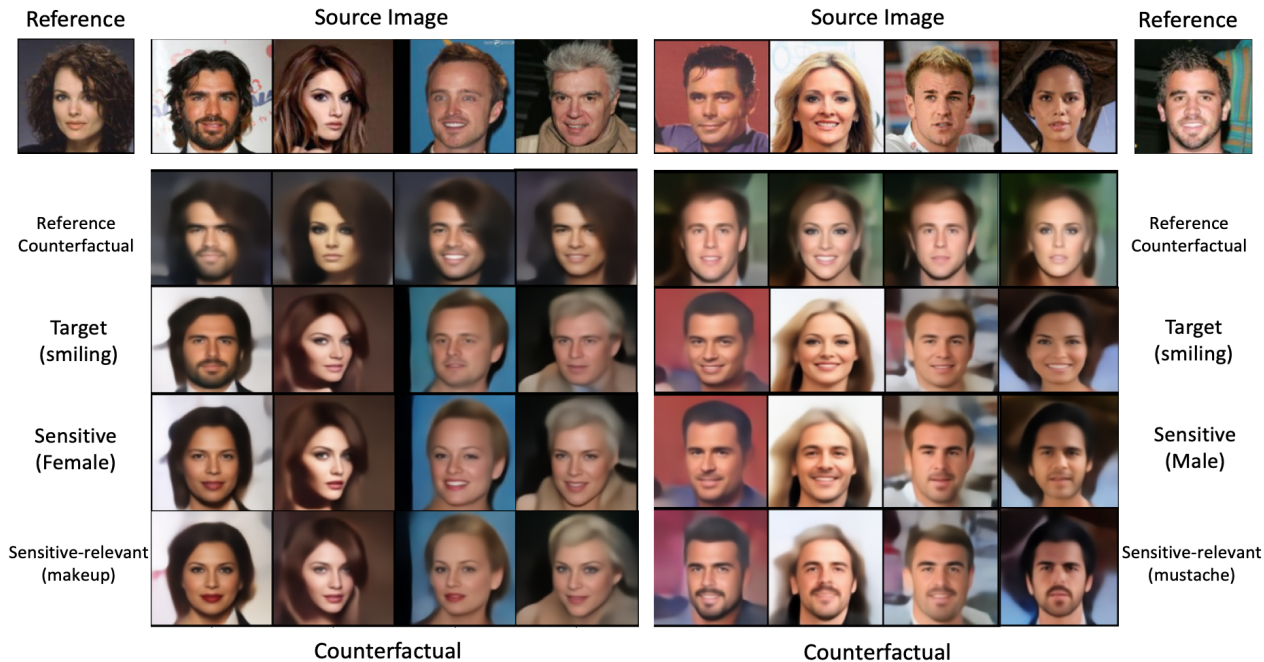 Reference
Source Image
Source Image
Reference
Reference
Counterfactual
Reference
Counterfactual
Target
(smiling)
Target
(smiling)
Sensitive
(Female)
Sensitive
(Male)
Sensitive-relevant
(makeup)
Sensitive-relevant
(mustache)
Counterfactual
Counterfactual